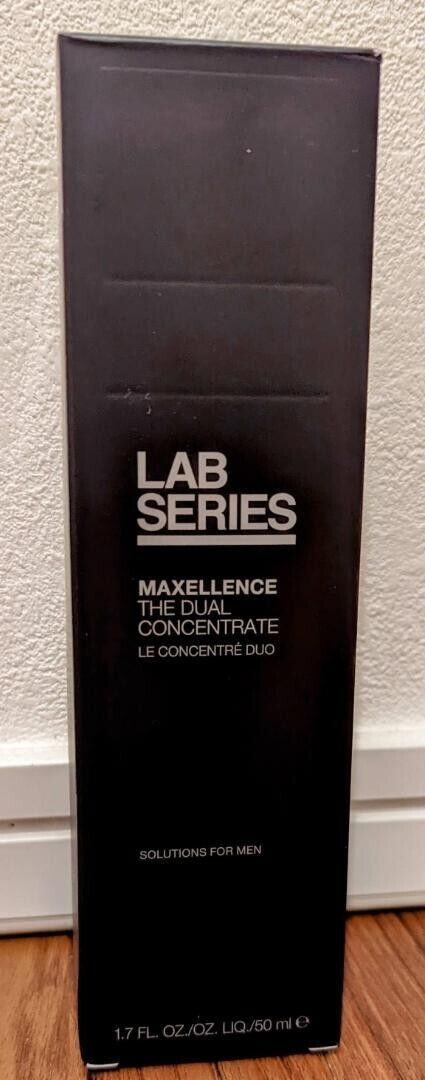 LAB
SERIES
MAXELLENCE
THE DUAL
CONCENTRATE
LE CONCENTRÉ DUO
SOLUTIONS FOR MEN
1.7 FL. OZ./OZ. LIQ./50 ml ℮